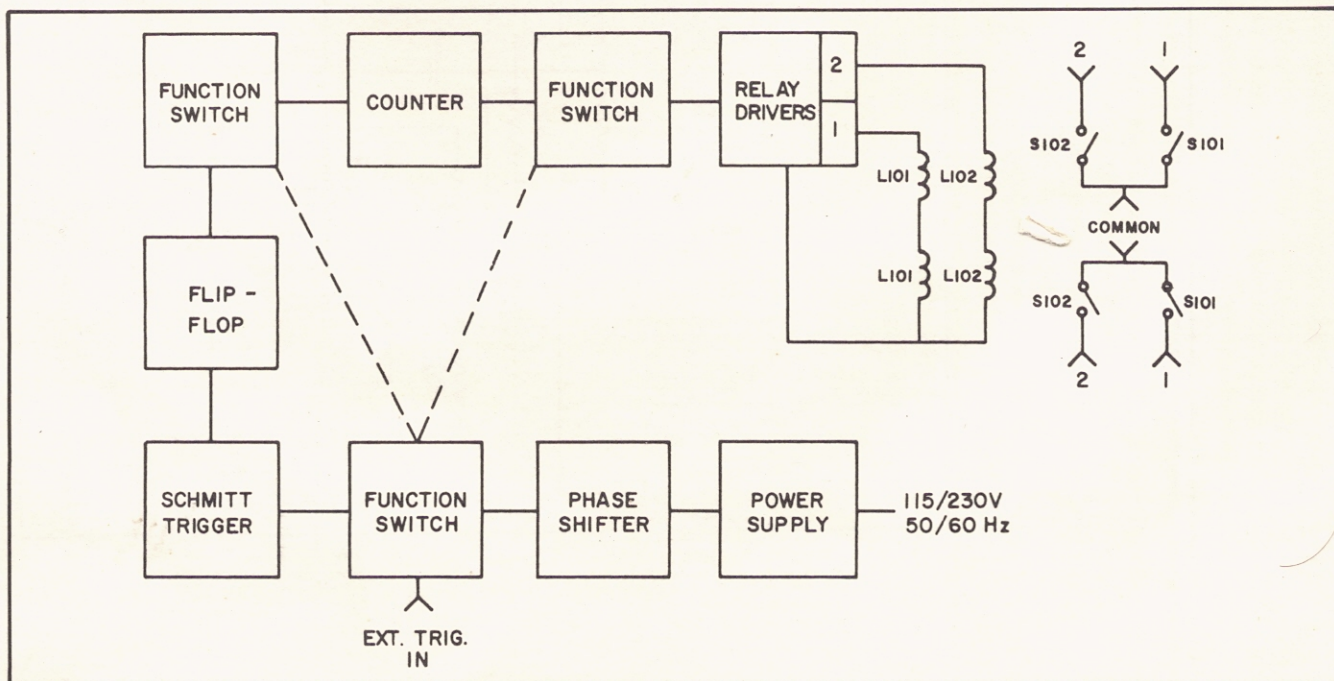 FUNCTION
SWITCH
COUNTER
FUNCTION
SWITCH
RELAY
DRIVERS
2
1
L101
L102
L101
L102
2
1
S102
S101
COMMON
S102
S101
2
1
FLIP -
FLOP
SCHMITT
TRIGGER
FUNCTION
SWITCH
PHASE
SHIFTER
POWER
SUPPLY
115/230V
50/60 Hz
EXT. TRIG.
IN